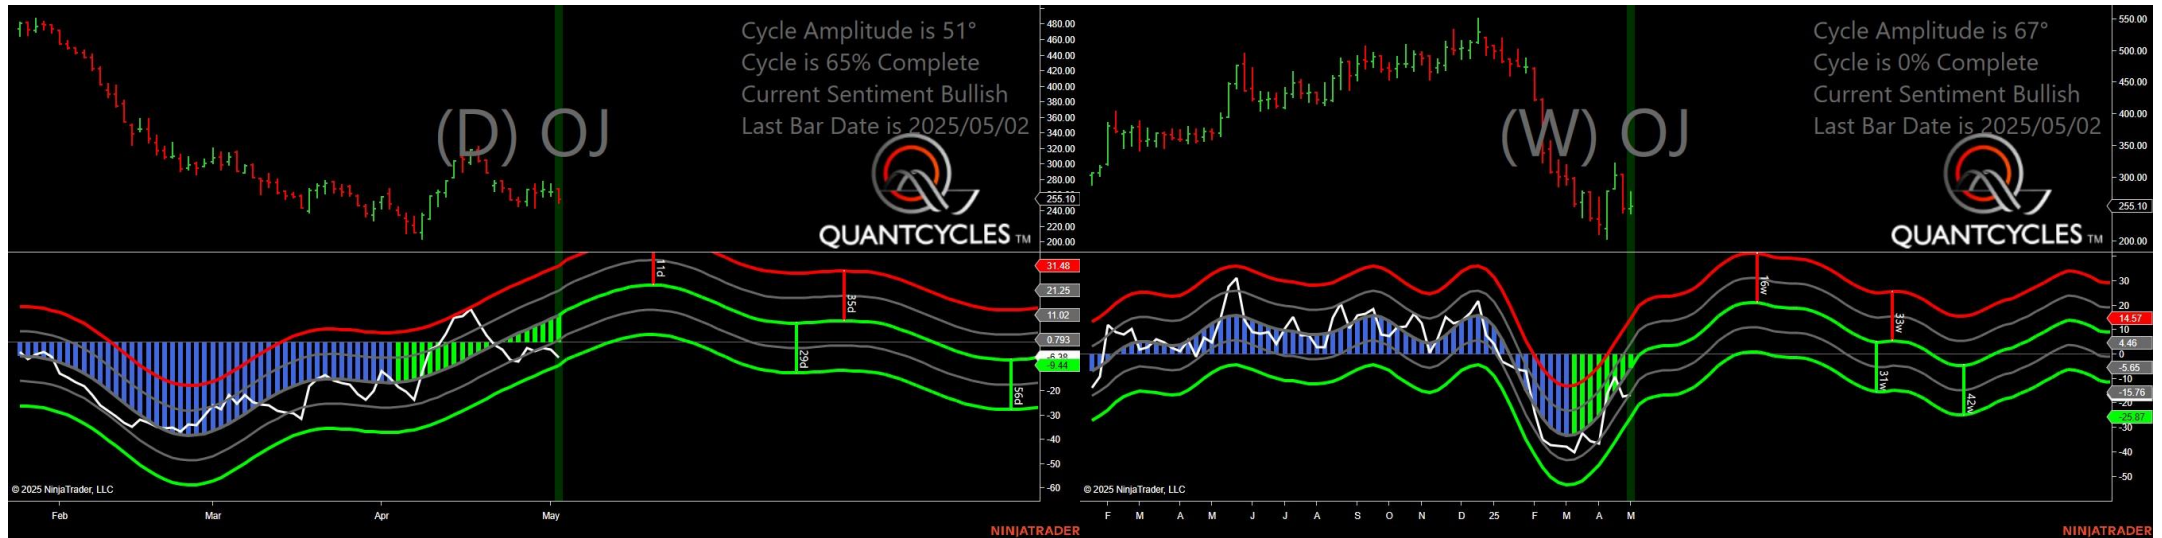 Cycle Amplitude is 51°
Cycle is 65% Complete
Current Sentiment Bullish
Last Bar Date is 2025/05/02
(D) OJ
QUANTCYCLES TM
480.00
460.00
440.00
420.00
400.00
380.00
360.00
340.00
320.00
300.00
280.00
255.10
240.00
220.00
200.00
11d
35d
29d
56d
31.48
21.25
11.02
0.793
-9.44
-20
-30
-40
-50
-60
© 2025 NinjaTrader, LLC
Feb Mar Apr May
NINJATRADER
Cycle Amplitude is 67°
Cycle is 0% Complete
Current Sentiment Bullish
Last Bar Date is 2025/05/02
(W) OJ
QUANTCYCLES TM
550.00
500.00
450.00
400.00
350.00
300.00
255.10
200.00
16w
33w
31w
42w
30
20
14.57
10
4.46
0
-5.65
-10
-15.76
-20
-25.87
-30
-40
-50
© 2025 NinjaTrader, LLC
F M A M J J A S O N D 25 F M A M
NINJATRADER